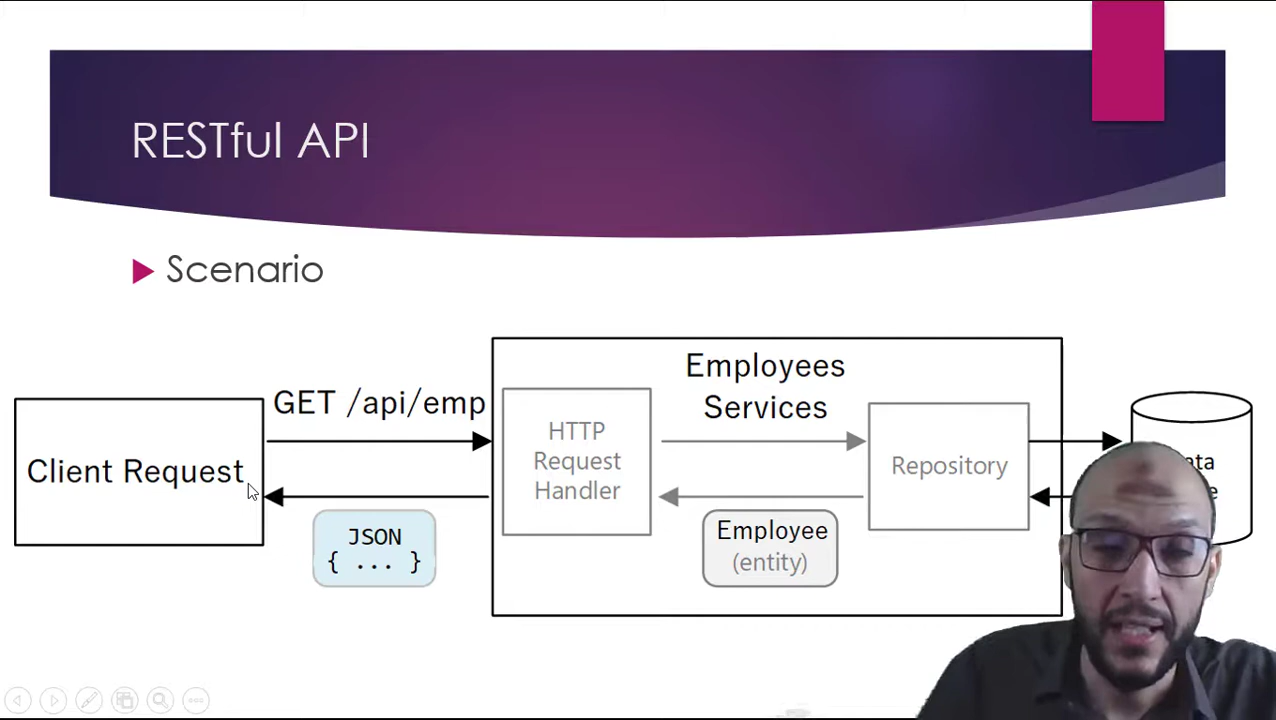 RESTful API
Scenario
Client Request
GET /api/emp
JSON
{ ... }
Employees
Services
HTTP
Request
Handler
Employee
(entity)
Repository